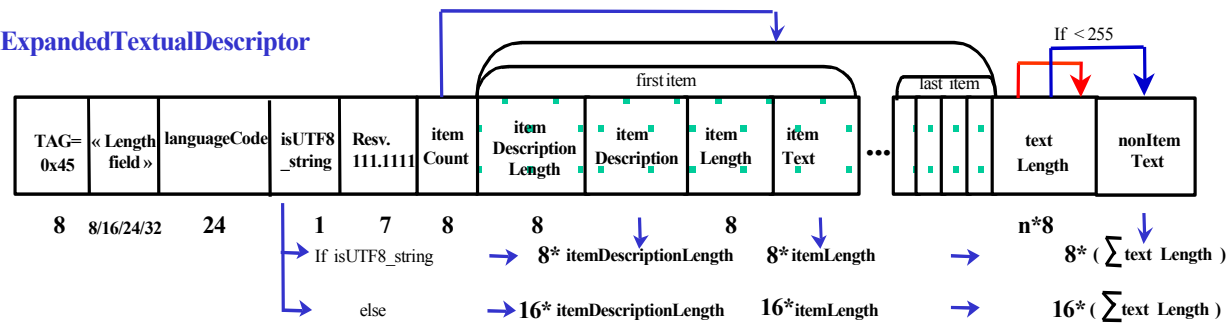 If < 255
ExpandedTextualDescriptor
first item
last item
TAG= 0x45
« Length field »
languageCode
isUTF8 _string
Resv. 111.1111
item Count
item Description Length
item Description
item Length
item Text
...
text Length
nonItem Text
8 8/16/24/32 24 1 7 8 8 8 n*8
If isUTF8_string 8* itemDescriptionLength 8* itemLength 8* ( ∑ text Length )
else 16* itemDescriptionLength 16* itemLength 16* ( ∑ text Length )